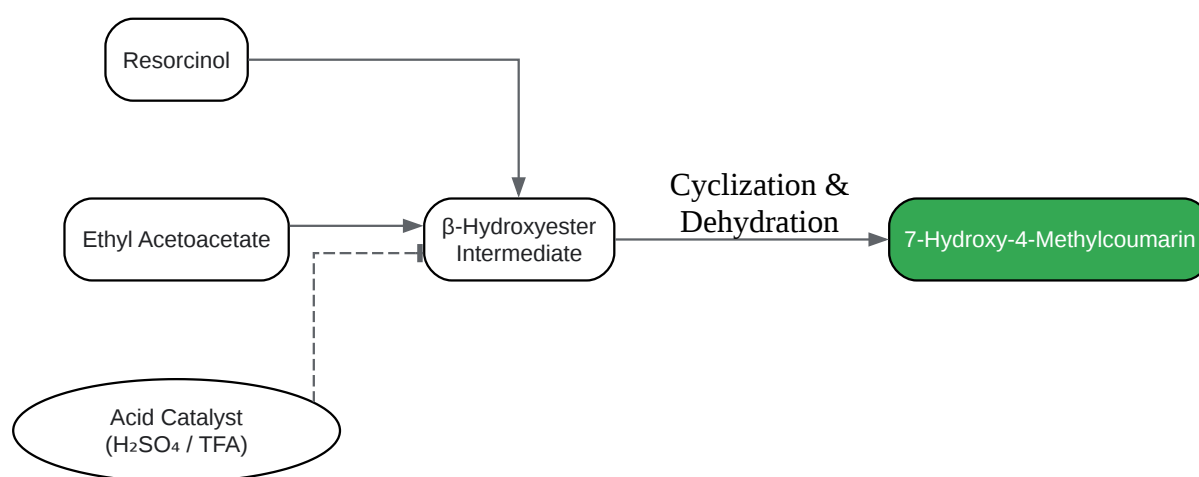 Resorcinol
Ethyl Acetoacetate
β-Hydroxyester
Intermediate
Cyclization &
Dehydration
7-Hydroxy-4-Methylcoumarin
Acid Catalyst
(H₂SO₄ / TFA)